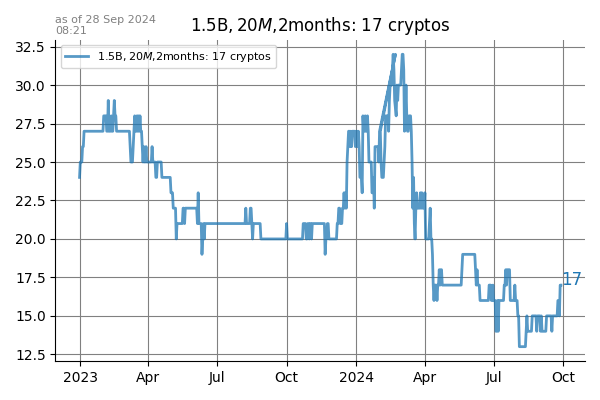 as of 28 Sep 2024
08:21
1.5B, 20M,2months: 17 cryptos
1.5B, 20M,2months: 17 cryptos
32.5
30.0
27.5
25.0
22.5
20.0
17.5
15.0
12.5
17
2023
Apr
Jul
Oct
2024
Apr
Jul
Oct